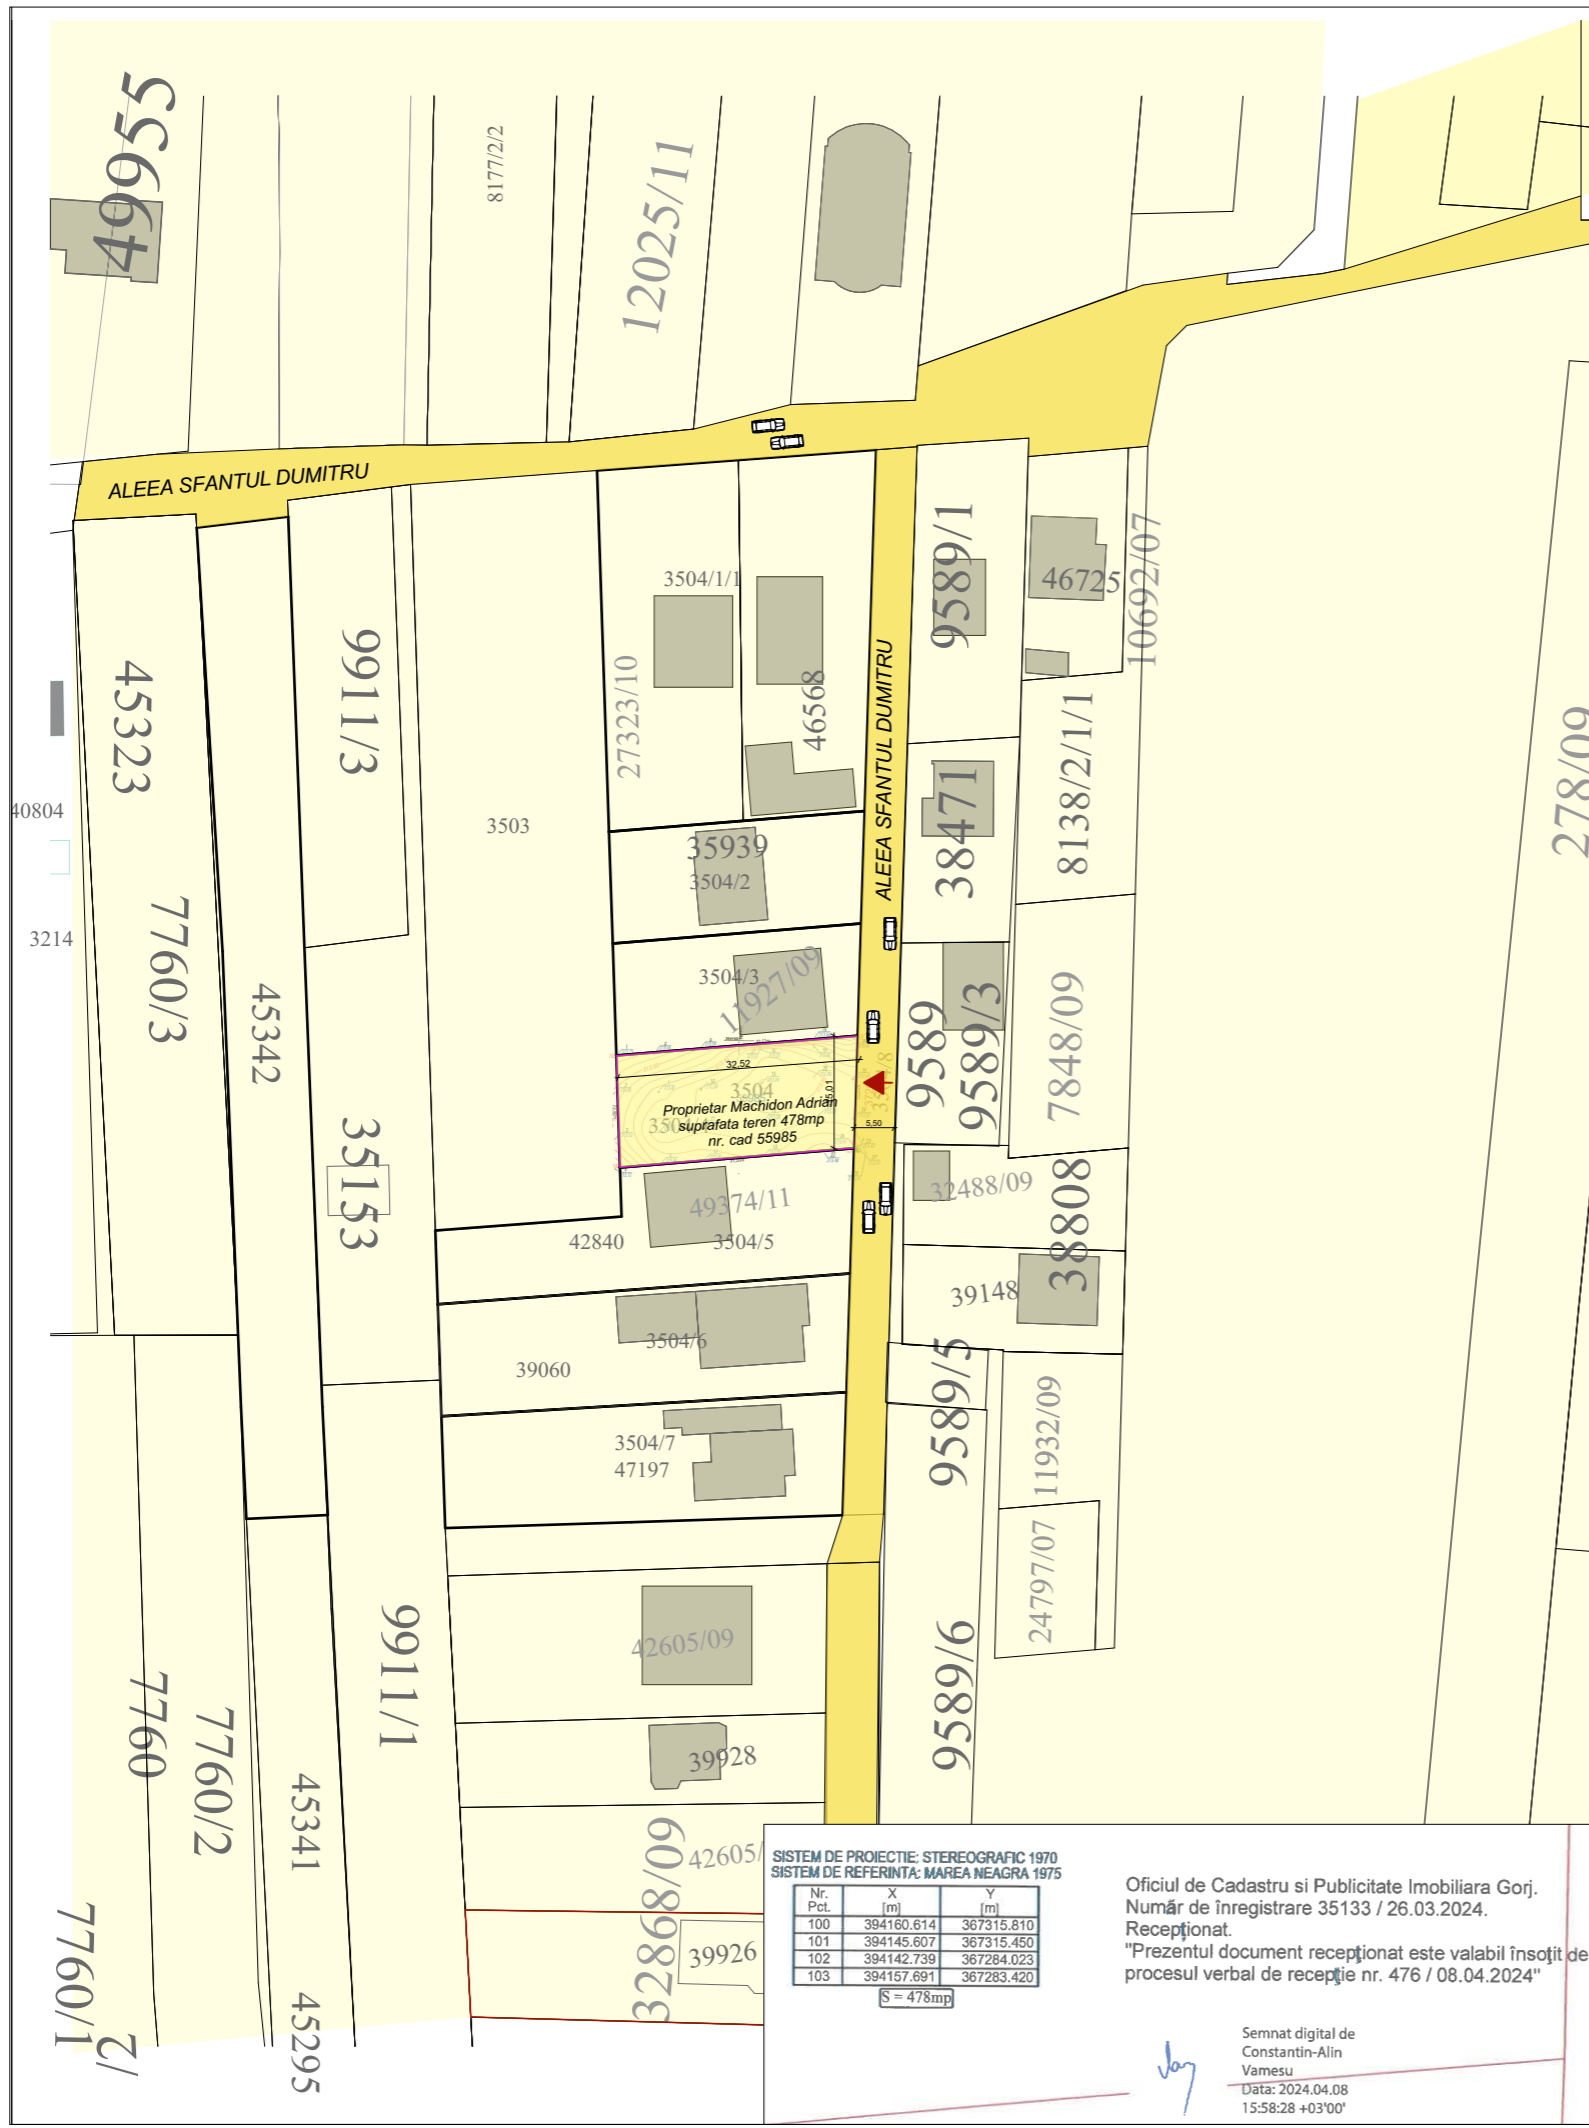 49955
8177/2/2
12025/11
ALEEA SFANTUL DUMITRU
9589/1
46725
10692/07
3504/1/1
27323/10
46568
ALEEA SFANTUL DUMITRU
45323
9911/3
3503
38471
8138/2/1/1
278/09
40804
35939
3504/2
3214
7760/3
45342
3504/3
11927/09
9589
9589/3
7848/09
32,52
3504
15,01
Proprietar Machidon Adrian
suprafata teren 478mp
nr. cad 55985
5,50
35153
49374/11
32488/09
38808
42840
3504/5
39148
3504/6
39060
9589/5
11932/09
3504/7
47197
24797/07
9911/1
42605/09
9589/6
7760
7760/2
39928
45341
32868/09
42605/
39926
7760/1
45295
SISTEM DE PROIECTIE: STEREOGRAFIC 1970
SISTEM DE REFERINTA: MAREA NEAGRA 1975
Nr. Pct. X [m] Y [m]
100 394160.614 367315.810
101 394145.607 367315.450
102 394142.739 367284.023
103 394157.691 367283.420
S = 478mp
Oficiul de Cadastru si Publicitate Imobiliara Gorj.
Număr de înregistrare 35133 / 26.03.2024.
Recepţionat.
"Prezentul document recepţionat este valabil însoţit de
procesul verbal de recepţie nr. 476 / 08.04.2024"
Semnat digital de
Constantin-Alin
Vamesu
Data: 2024.04.08
15:58:28 +03'00'